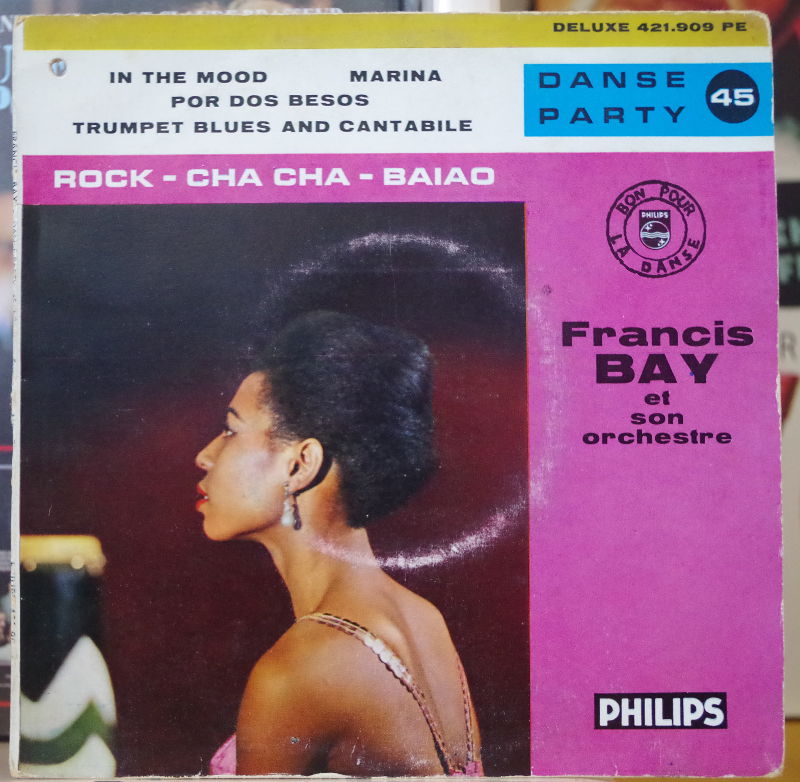 DELUXE 421.909 PE
IN THE MOOD MARINA
POR DOS BESOS
TRUMPET BLUES AND CANTABILE
DANSE
PARTY
45
ROCK - CHA CHA - BAIAO
BON POUR
PHILIPS
LA DANSE
Francis
BAY
et
son
orchestre
PHILIPS